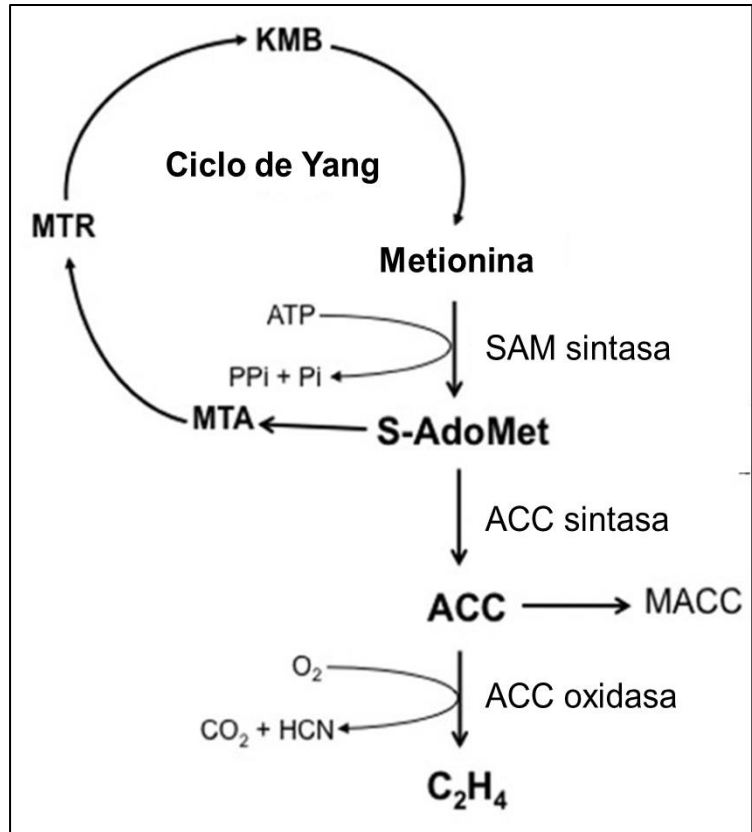 KMB
Ciclo de Yang
MTR
Metionina
ATP
SAM sintasa
PPi + Pi
MTA
S-AdoMet
ACC sintasa
ACC
MACC
O₂
ACC oxidasa
CO₂ + HCN
C₂H₄